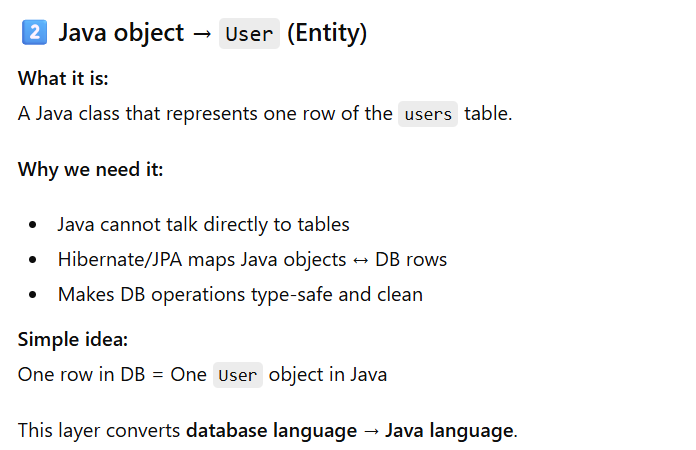 2 Java object → User (Entity)
What it is:
A Java class that represents one row of the users table.
Why we need it:
• Java cannot talk directly to tables
• Hibernate/JPA maps Java objects ↔ DB rows
• Makes DB operations type-safe and clean
Simple idea:
One row in DB = One User object in Java
This layer converts database language → Java language.